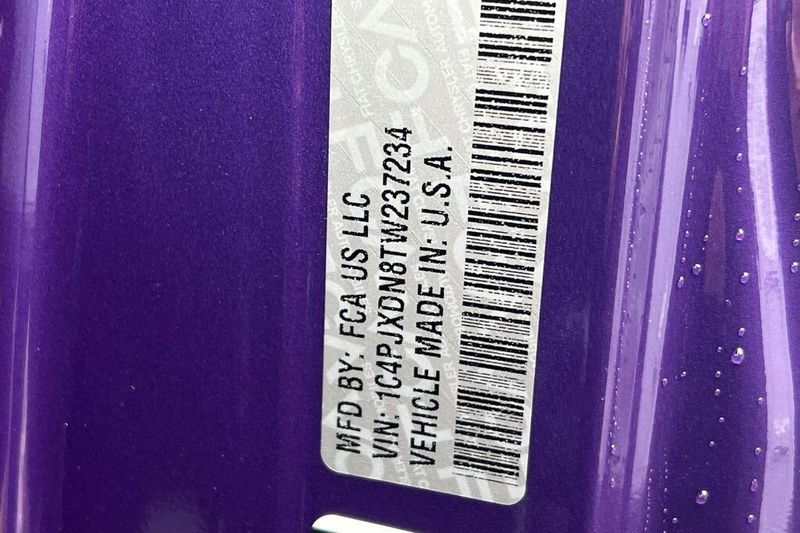 MFD BY: FCA US LLC
VIN: 1C4PJXDN8TW237234
VEHICLE MADE IN: U.S.A.